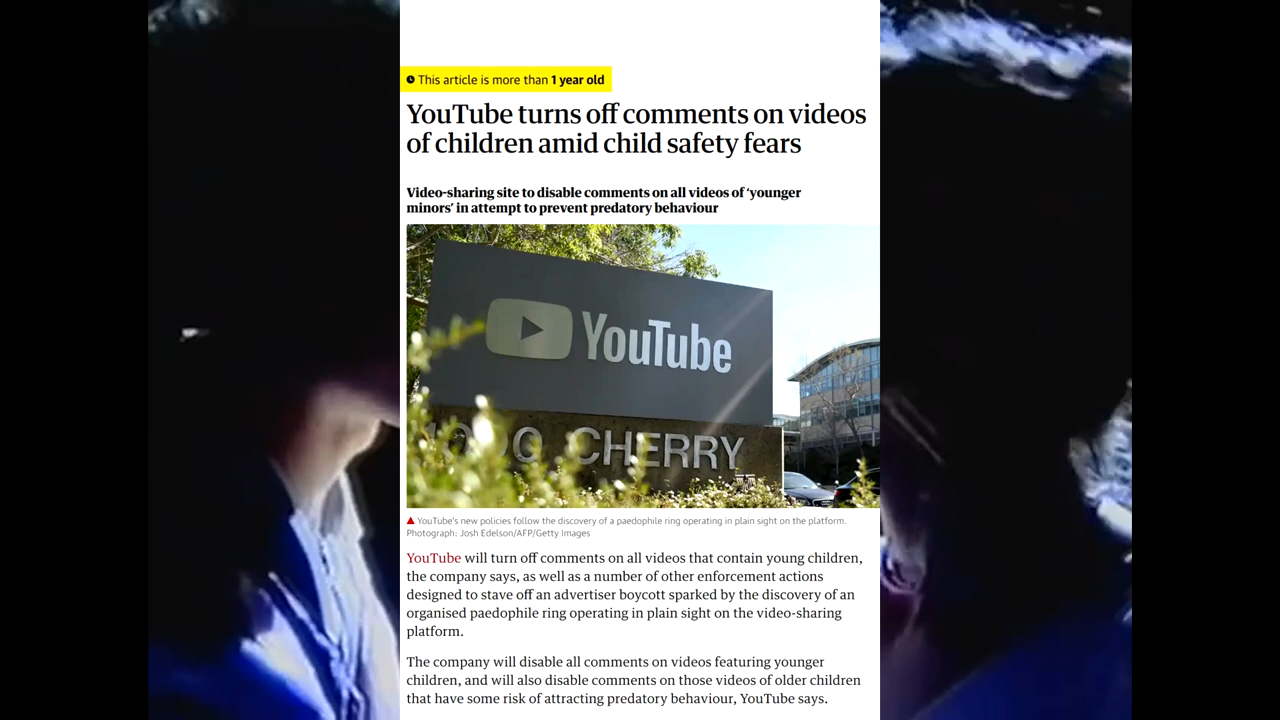 This article is more than 1 year old
YouTube turns off comments on videos
of children amid child safety fears
Video-sharing site to disable comments on all videos of ‘younger
minors’ in attempt to prevent predatory behaviour
YouTube
1000 CHERRY
YouTube's new policies follow the discovery of a paedophile ring operating in plain sight on the platform.
Photograph: Josh Edelson/AFP/Getty Images
YouTube will turn off comments on all videos that contain young children,
the company says, as well as a number of other enforcement actions
designed to stave off an advertiser boycott sparked by the discovery of an
organised paedophile ring operating in plain sight on the video-sharing
platform.
The company will disable all comments on videos featuring younger
children, and will also disable comments on those videos of older children
that have some risk of attracting predatory behaviour, YouTube says.